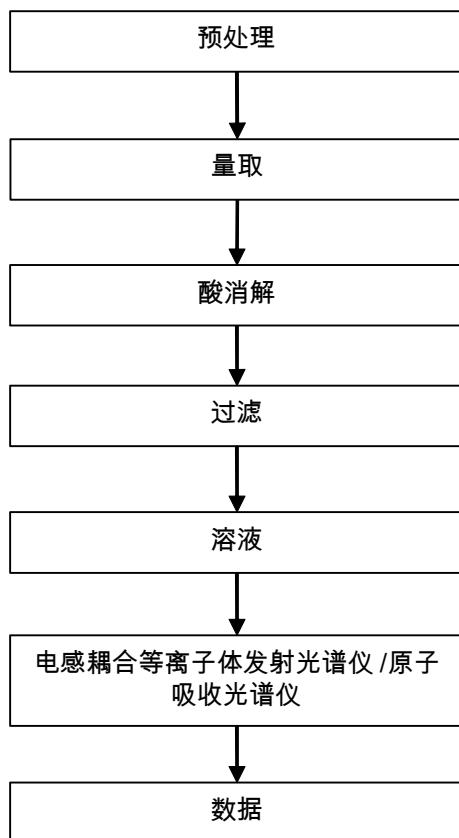 预处理
量取
酸消解
过滤
溶液
电感耦合等离子体发射光谱仪 /原子
吸收光谱仪
数据